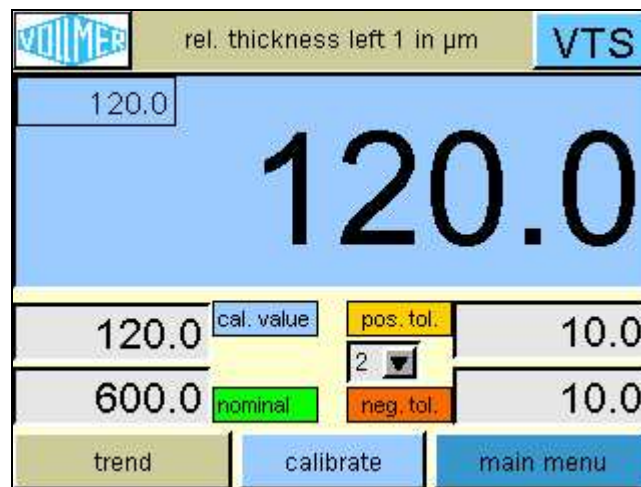 VOLLMER
rel. thickness left 1 in µm
VTS
120.0
120.0
120.0
cal. value
pos. tol.
10.0
2
600.0
nominal
neg. tol.
10.0
trend
calibrate
main menu